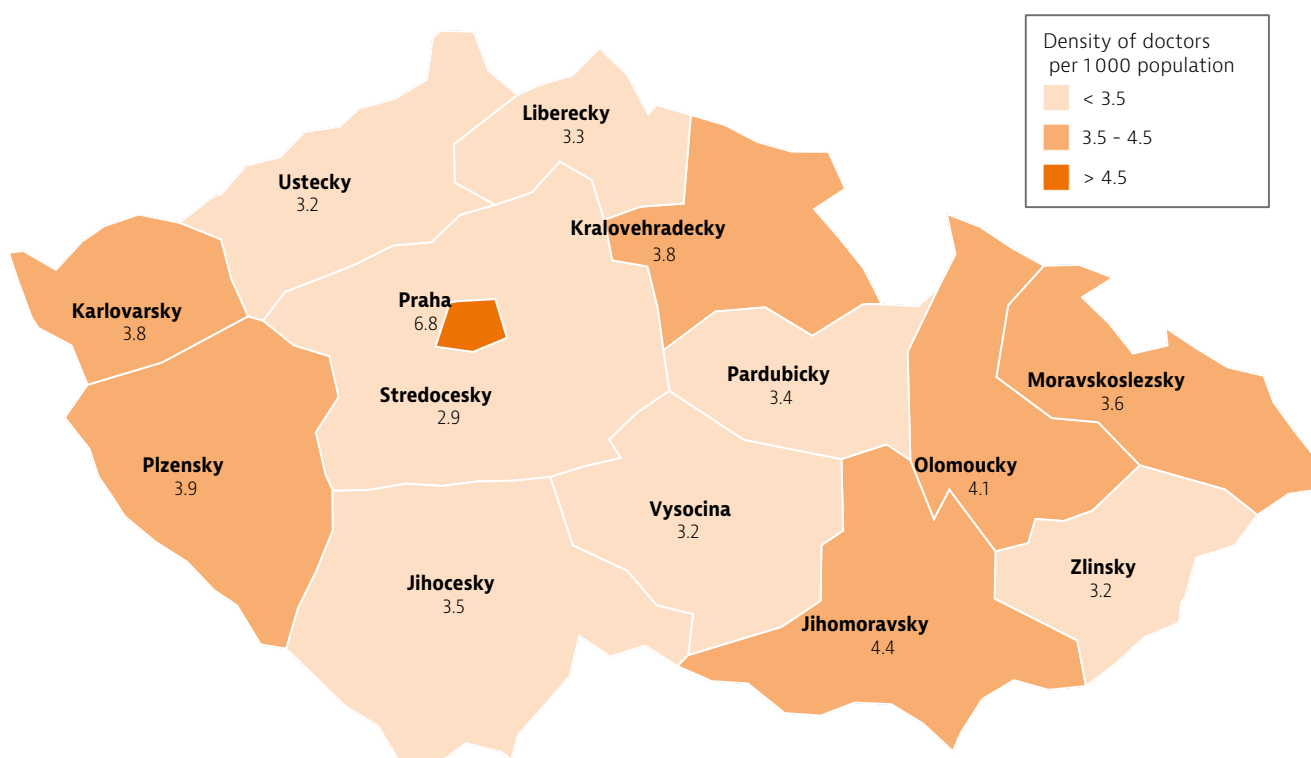 Density of doctors
per 1000 population
< 3.5
3.5 - 4.5
> 4.5
Liberecky
3.3
Ustecky
3.2
Kralovehradecky
3.8
Karlovarsky
3.8
Praha
6.8
Stredocesky
2.9
Pardubicky
3.4
Moravskoslezsky
3.6
Plzensky
3.9
Olomoucky
4.1
Vysocina
3.2
Jihocesky
3.5
Zlinsky
3.2
Jihomoravsky
4.4